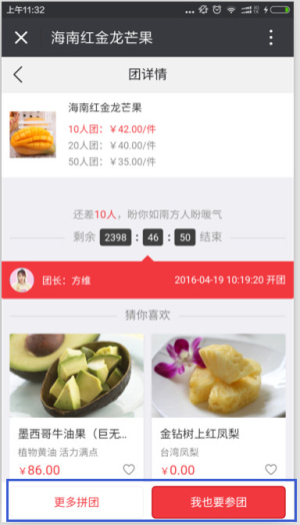 上午11:32
海南红金龙芒果
团详情
海南红金龙芒果
10人团：￥42.00/件
20人团：￥40.00/件
50人团：￥35.00/件
还差10人，盼你如南方人盼暖气
剩余 2398 : 46 : 50 结束
团长：方维 2016-04-19 10:19:20 开团
猜你喜欢
墨西哥牛油果（巨无... 金钻树上红凤梨
植物黄油 活力满点 台湾凤梨
￥86.00 ￥0.00
更多拼团 我也要参团